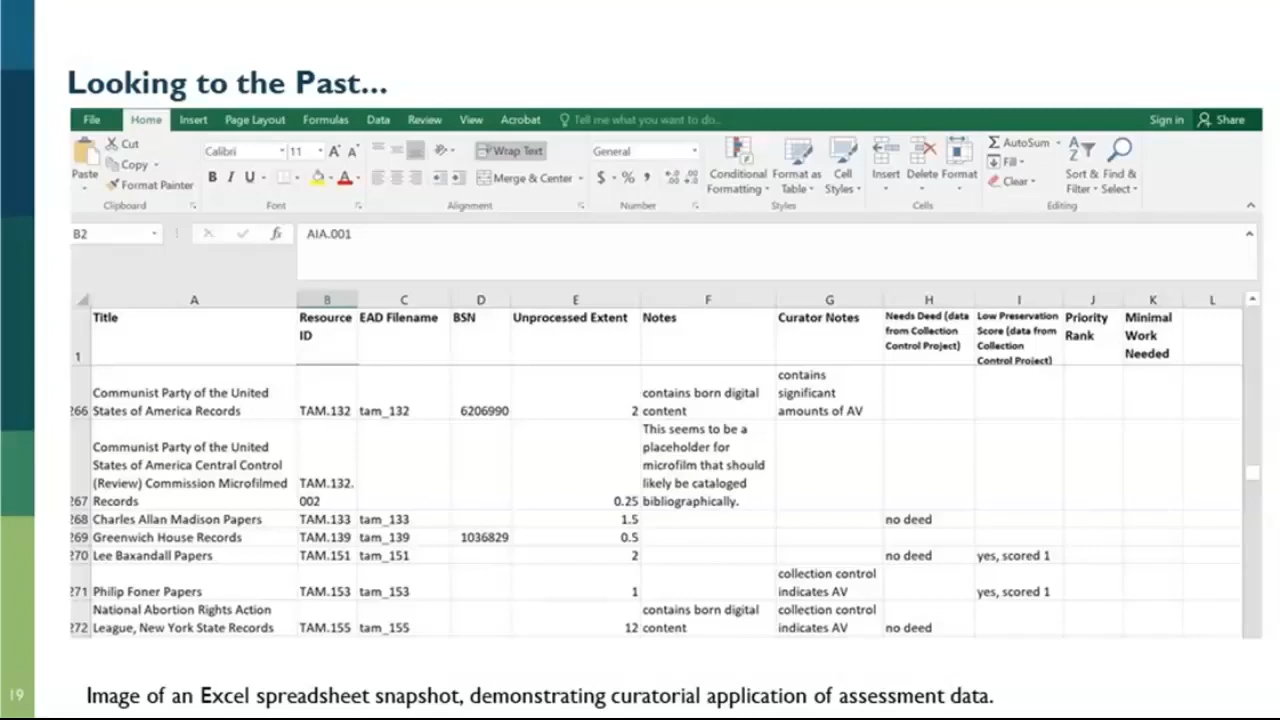 Looking to the Past...
File Home Insert Page Layout Formulas Data Review View Acrobat Tell me what you want to do... Sign in Share
Cut
Copy
Format Painter
Paste
Clipboard
Calibri 11 A A
B I U A
Font
Wrap Text
Merge & Center
Alignment
General
$ % ,
Number
Conditional Formatting
Format as Table
Cell Styles
Styles
Insert Delete Format
Cells
AutoSum
Fill
Clear
Sort & Filter
Find & Select
Editing
B2 fx AIA.001
A B C D E F G H I J K L
1 Title Resource ID EAD Filename BSN Unprocessed Extent Notes Curator Notes Needs Deed (data from Collection Control Project) Low Preservation Score (data from Collection Control Project) Priority Rank Minimal Work Needed
266 Communist Party of the United States of America Records TAM.132 tam_132 6206990 2 contains born digital content contains significant amounts of AV
267 Communist Party of the United States of America Central Control (Review) Commission Microfilmed Records TAM.132.002 0.25 This seems to be a placeholder for microfilm that should likely be cataloged bibliographically.
268 Charles Allan Madison Papers TAM.133 tam_133 1.5 no deed
269 Greenwich House Records TAM.139 tam_139 1036829 0.5
270 Lee Baxandall Papers TAM.151 tam_151 2 no deed yes, scored 1
271 Philip Foner Papers TAM.153 tam_153 1 collection control indicates AV yes, scored 1
272 National Abortion Rights Action League, New York State Records TAM.155 tam_155 12 contains born digital content collection control indicates AV no deed
19
Image of an Excel spreadsheet snapshot, demonstrating curatorial application of assessment data.